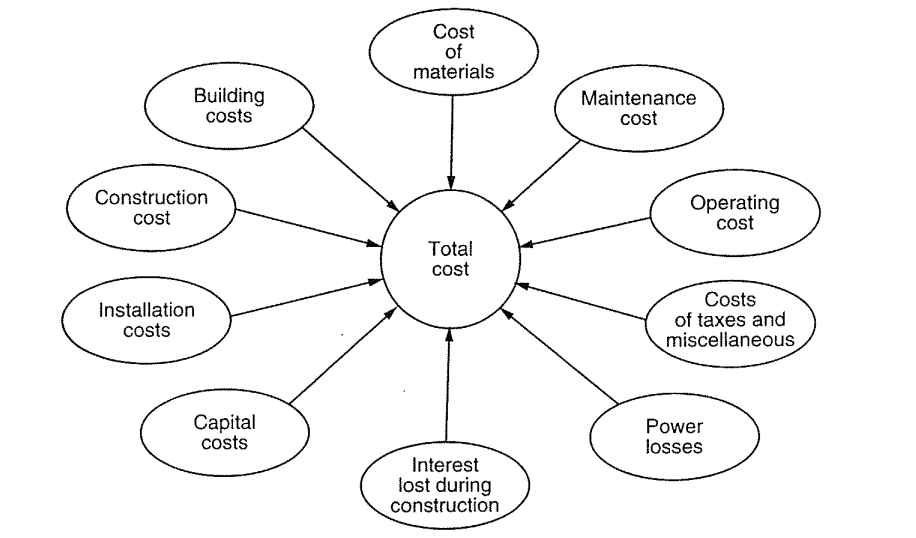 Cost
of
materials
Building
costs
Maintenance
cost
Construction
cost
Operating
cost
Total
cost
Installation
costs
Costs
of taxes and
miscellaneous
Capital
costs
Power
losses
Interest
lost during
construction